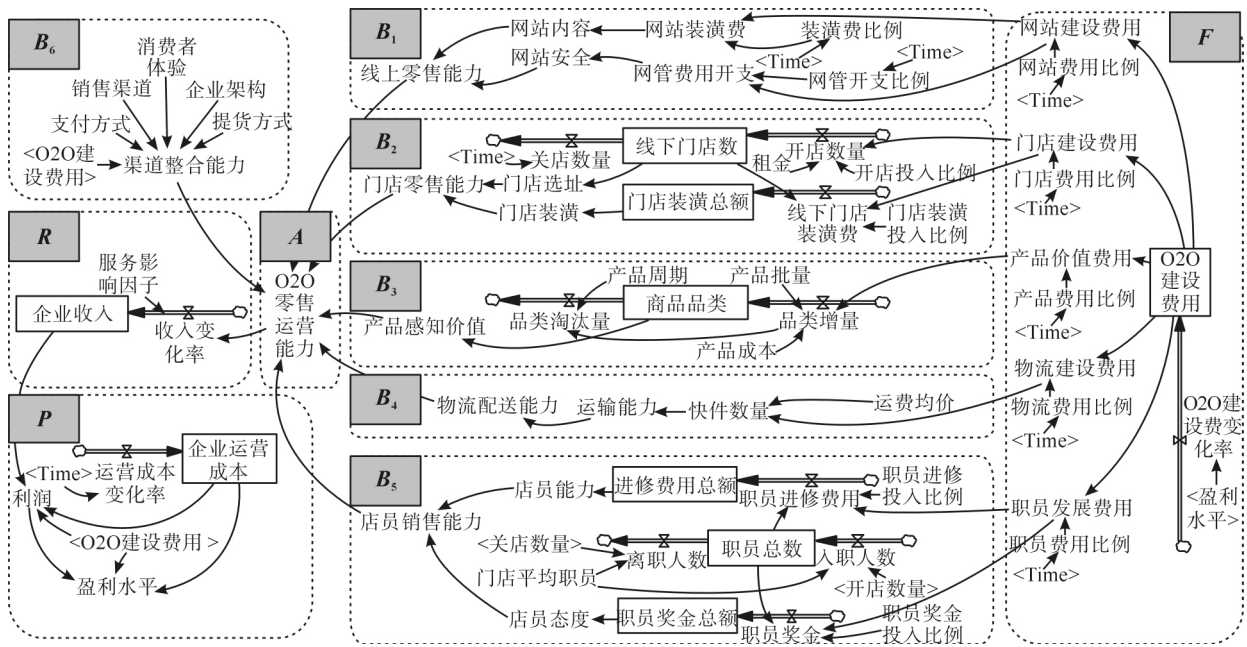 B₆
消费者
体验
销售渠道
企业架构
支付方式
提货方式
<O2O建
设费用>
渠道整合能力
R
服务影
响因子
企业收入
收入变
化率
A
O2O
零售
运营
能力
P
企业运营
成本
<Time>
运营成本
变化率
利润
<O2O建设费用 >
盈利水平
B₁
网站内容
网站装潢费
装潢费比例
线上零售能力
网站安全
<Time>
<Time>
网管费用开支
网管开支比例
B₂
线下门店数
<Time>
关店数量
租金
开店数量
门店零售能力
门店选址
开店投入比例
门店装潢
门店装潢总额
线下门店
装潢费
门店装潢
投入比例
B₃
产品周期
产品批量
商品品类
产品感知价值
品类淘汰量
品类增量
产品成本
B₄
物流配送能力
运输能力
快件数量
运费均价
B₅
店员能力
进修费用总额
职员进修费用
职员进修
投入比例
店员销售能力
<关店数量>
离职人数
职员总数
入职人数
门店平均职员
<开店数量>
店员态度
职员奖金总额
职员奖金
职员奖金
投入比例
F
网站建设费用
网站费用比例
<Time>
门店建设费用
门店费用比例
<Time>
产品价值费用
O2O
建设
费用
产品费用比例
<Time>
物流建设费用
物流费用比例
<Time>
O2O建
设费变
化率
<盈利
水平>
职员发展费用
职员费用比例
<Time>